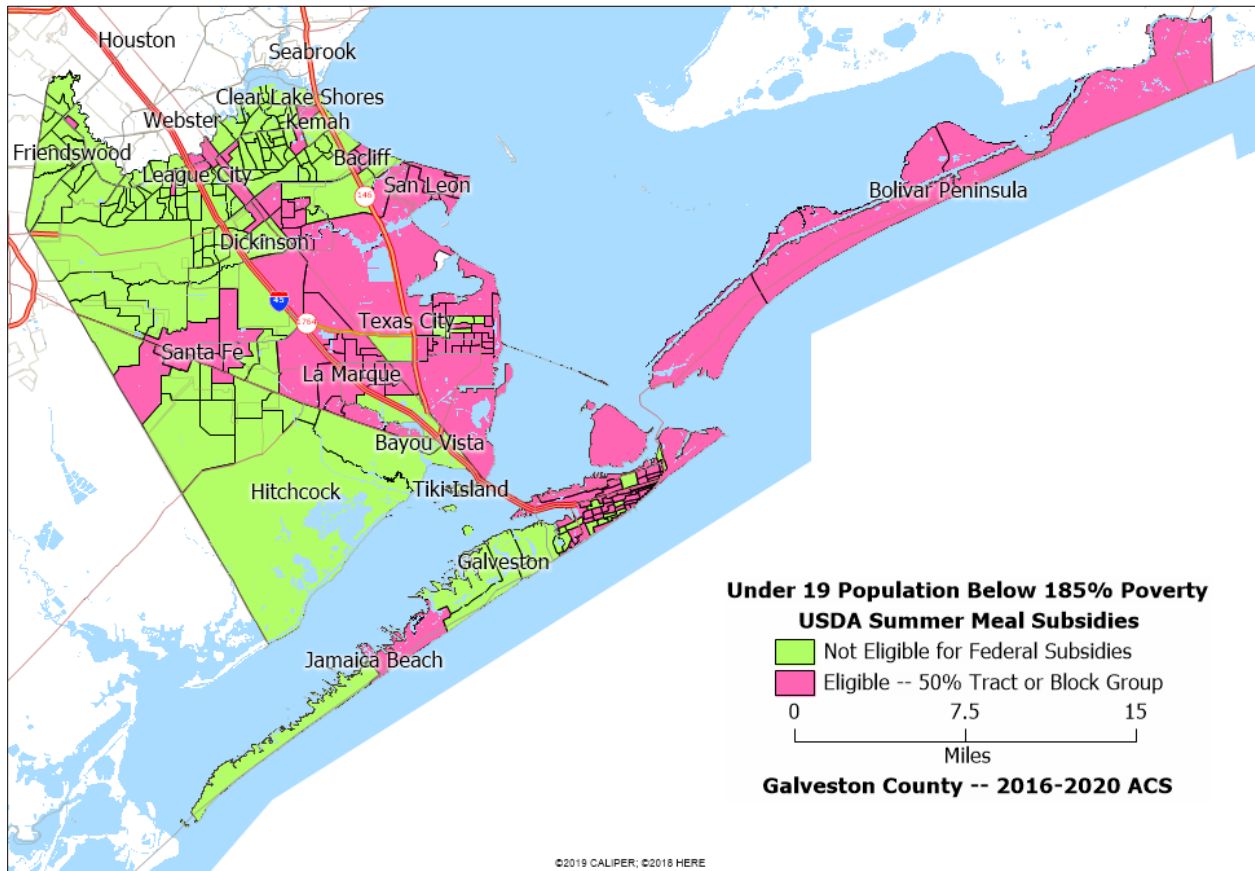 Houston
Seabrook
Clear Lake Shores
Webster
Kemah
Friendswood
Bacliff
League City
San Leon
146
Bolivar Peninsula
Dickinson
45
1764
Texas City
Santa Fe
La Marque
Bayou Vista
Hitchcock
Tiki Island
Galveston
Jamaica Beach
Under 19 Population Below 185% Poverty
USDA Summer Meal Subsidies
Not Eligible for Federal Subsidies
Eligible -- 50% Tract or Block Group
0 7.5 15
Miles
Galveston County -- 2016-2020 ACS
©2019 CALIPER; ©2018 HERE